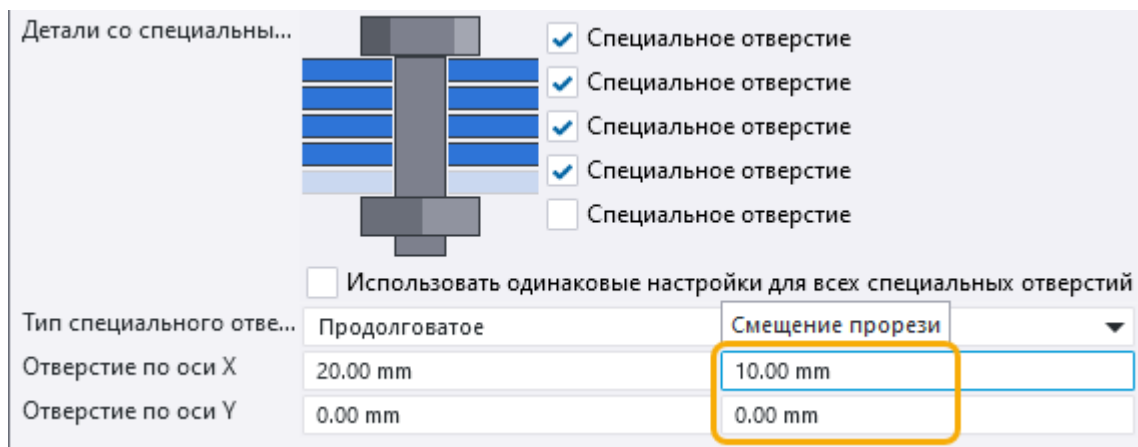 Детали со специальны...
Специальное отверстие
Специальное отверстие
Специальное отверстие
Специальное отверстие
Специальное отверстие
Использовать одинаковые настройки для всех специальных отверстий
Тип специального отве... Продолговатое Смещение прорези
Отверстие по оси X 20.00 mm 10.00 mm
Отверстие по оси Y 0.00 mm 0.00 mm